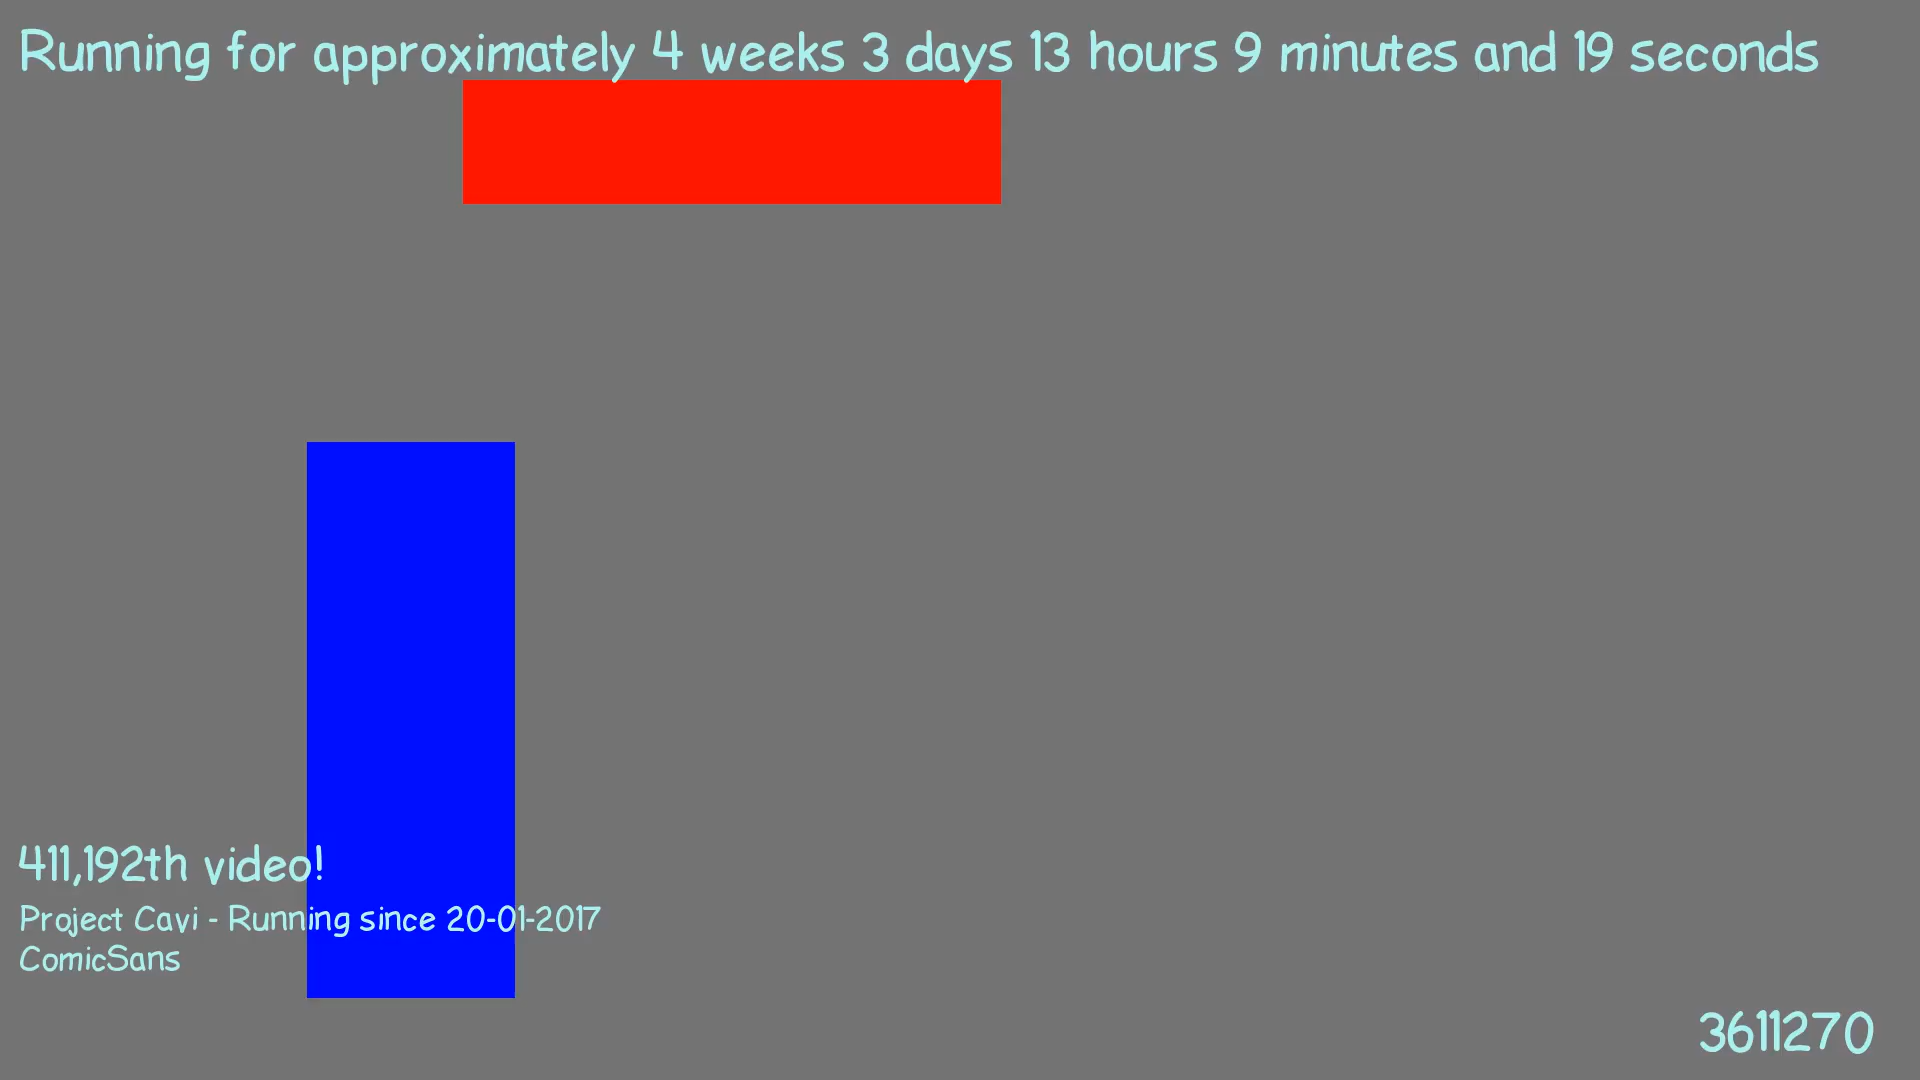 Running for approximately 4 weeks 3 days 13 hours 9 minutes and 19 seconds
411,192th video!
Project Cavi - Running since 20-01-2017
ComicSans
3611270